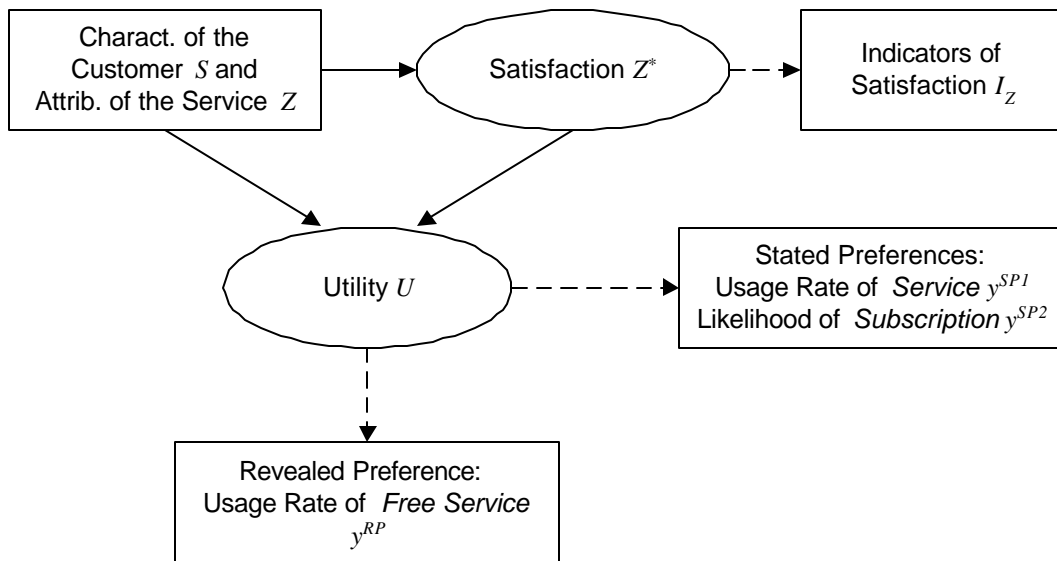 Charact. of the
Customer S and
Attrib. of the Service Z
Satisfaction Z*
Indicators of
Satisfaction I_Z
Utility U
Stated Preferences:
Usage Rate of Service y^SP1
Likelihood of Subscription y^SP2
Revealed Preference:
Usage Rate of Free Service
y^RP